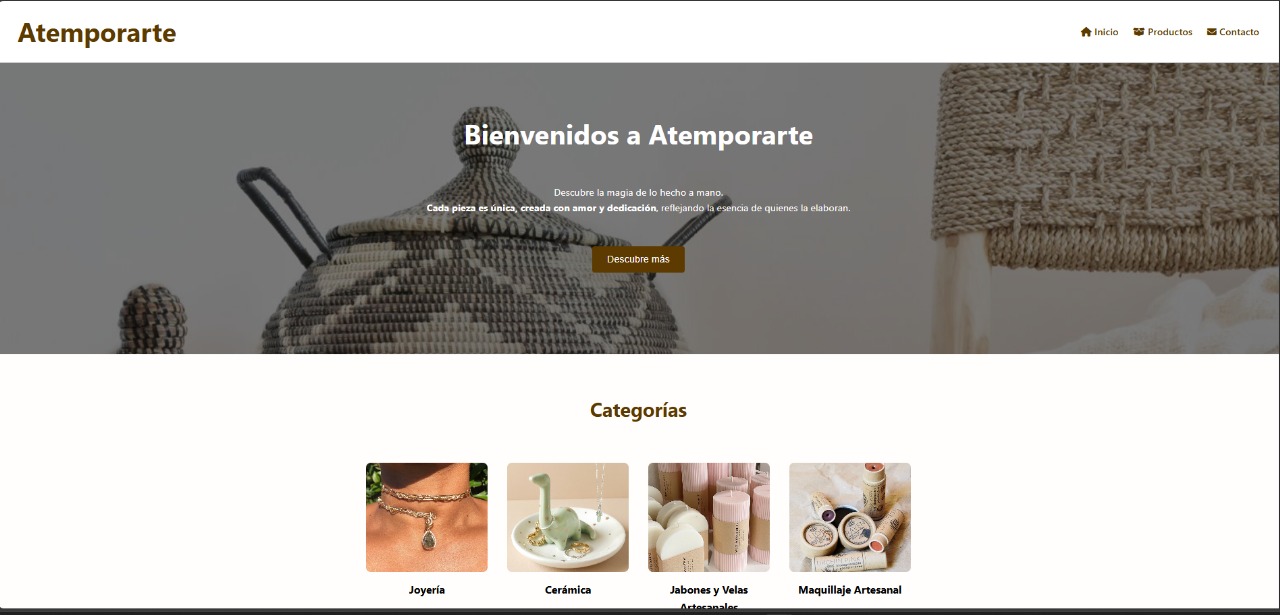 Atemporarte
Inicio Productos Contacto
Bienvenidos a Atemporarte
Descubre la magia de lo hecho a mano.
Cada pieza es única, creada con amor y dedicación, reflejando la esencia de quienes la elaboran.
Descubre más
Categorías
Joyería
Cerámica
Jabones y Velas
Artesanales
Maquillaje Artesanal